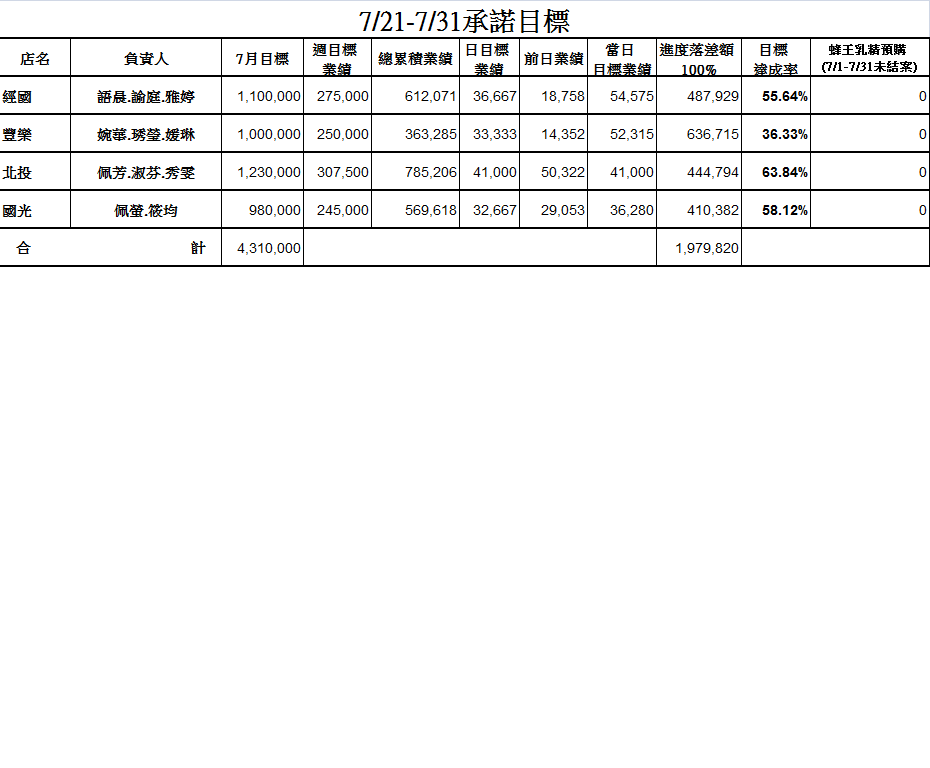 7/21-7/31承諾目標
店名 負責人 7月目標 週目標業績 總累積業績 日目標業績 前日業績 當日目標業績 進度落差額100% 目標達成率 蜂王乳精預購(7/1-7/31未結案)
經國 語晨.諭庭.雅婷 1,100,000 275,000 612,071 36,667 18,758 54,575 487,929 55.64% 0
豐樂 婉華.琇瑩.媛琳 1,000,000 250,000 363,285 33,333 14,352 52,315 636,715 36.33% 0
北投 佩芳.淑芬.秀雯 1,230,000 307,500 785,206 41,000 50,322 41,000 444,794 63.84% 0
國光 佩螢.筱均 980,000 245,000 569,618 32,667 29,053 36,280 410,382 58.12% 0
合 計 4,310,000 1,979,820